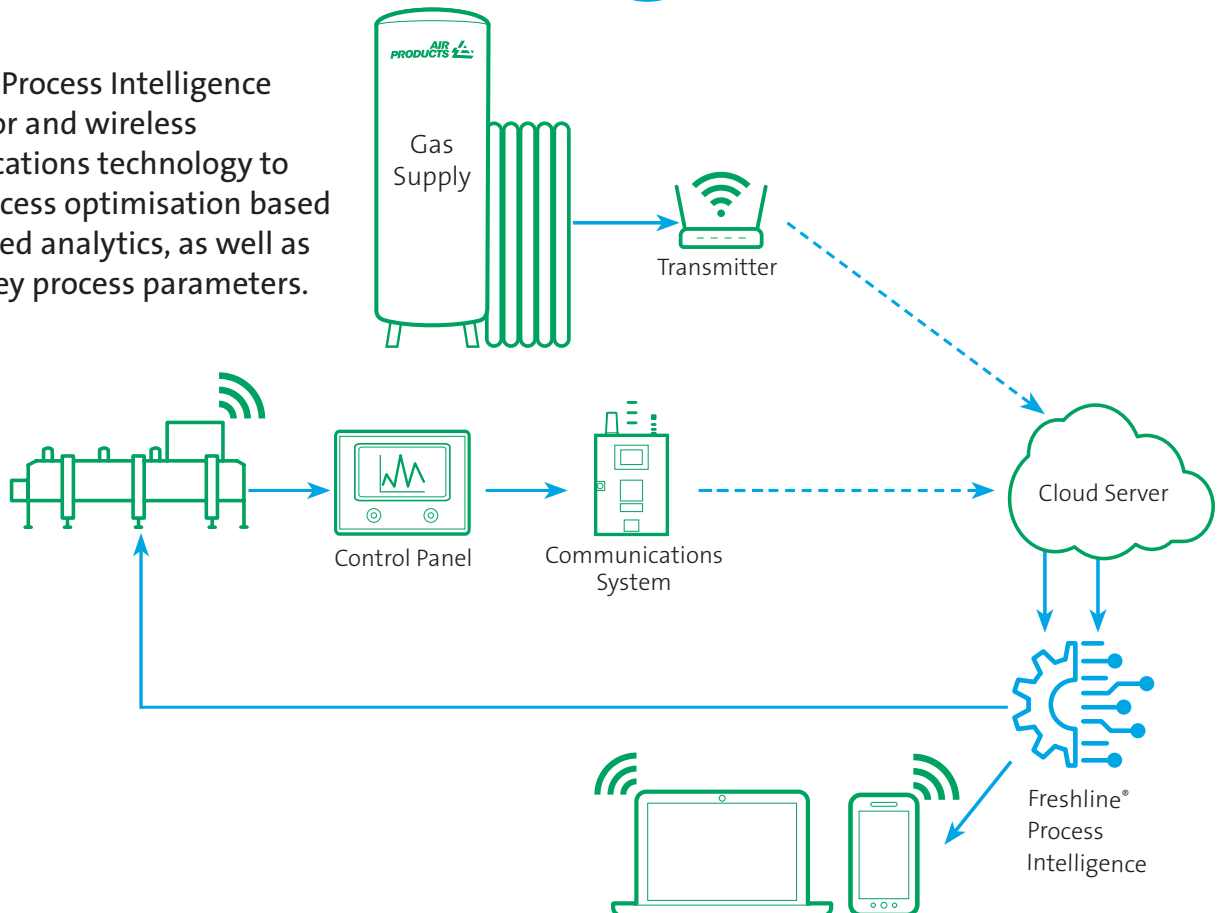 AIR
PRODUCTS
Process Intelligence
or and wireless
cations technology to
cess optimisation based
ed analytics, as well as
ey process parameters.
Gas
Supply
Transmitter
Cloud Server
Control Panel
Communications
System
Freshline®
Process
Intelligence